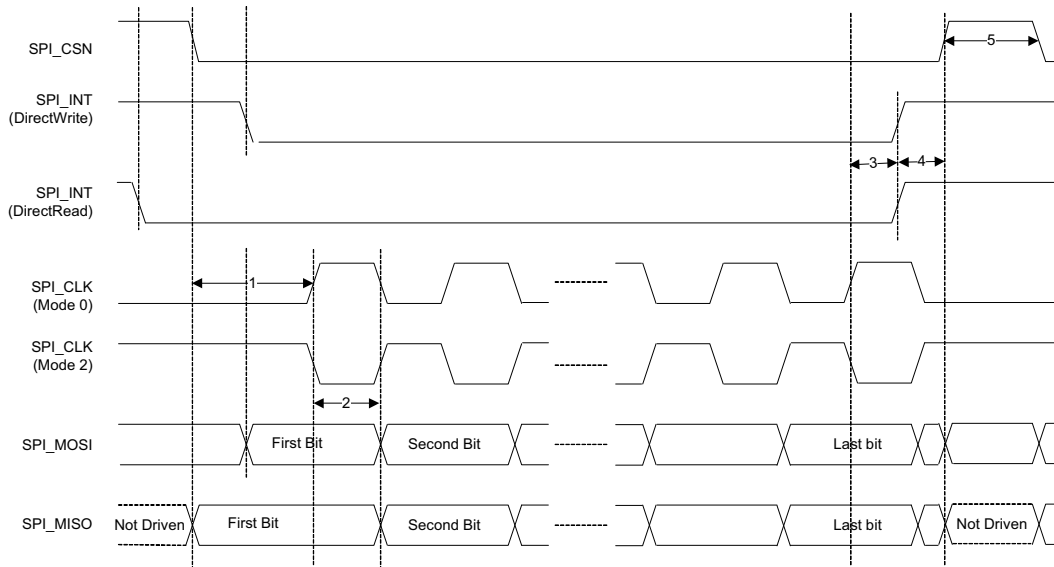 SPI_CSN
5
SPI_INT
(DirectWrite)
3
4
SPI_INT
(DirectRead)
1
SPI_CLK
(Mode 0)
SPI_CLK
(Mode 2)
2
SPI_MOSI
First Bit
Second Bit
Last bit
SPI_MISO
Not Driven
First Bit
Second Bit
Last bit
Not Driven